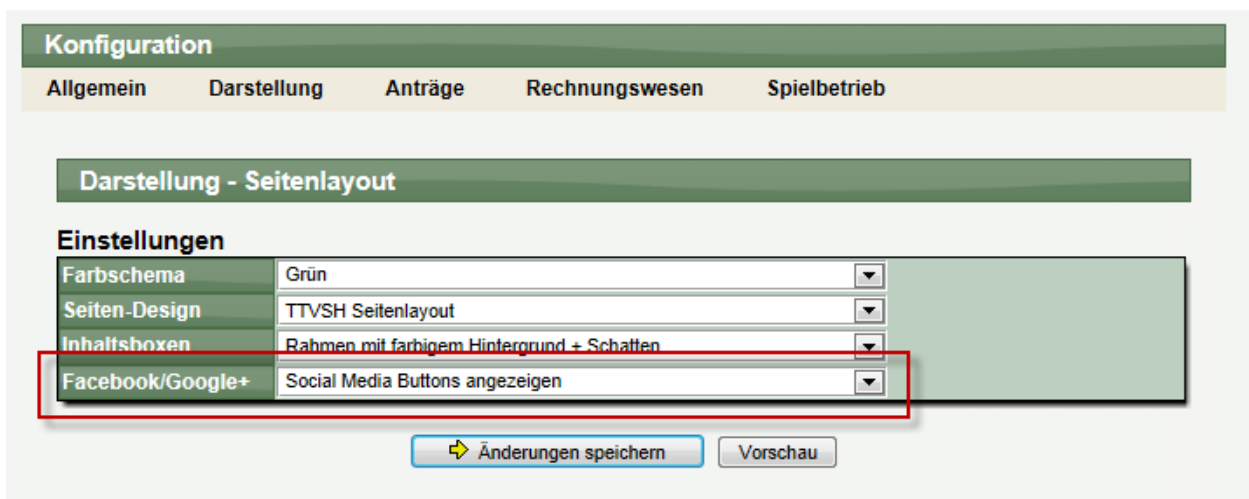 Konfiguration
Allgemein Darstellung Anträge Rechnungswesen Spielbetrieb
Darstellung - Seitenlayout
Einstellungen
Farbschema Grün
Seiten-Design TTVSH Seitenlayout
Inhaltsboxen Rahmen mit farbigem Hintergrund + Schatten
Facebook/Google+ Social Media Buttons angezeigen
Änderungen speichern Vorschau